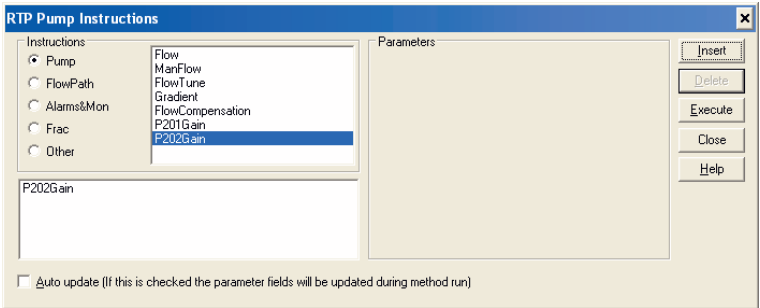 RTP Pump Instructions
Instructions
Pump
FlowPath
Alarms&Mon
Frac
Other
Flow
ManFlow
FlowTune
Gradient
FlowCompensation
P201Gain
P202Gain
Parameters
Insert
Delete
Execute
Close
Help
P202Gain
Auto update (If this is checked the parameter fields will be updated during method run)